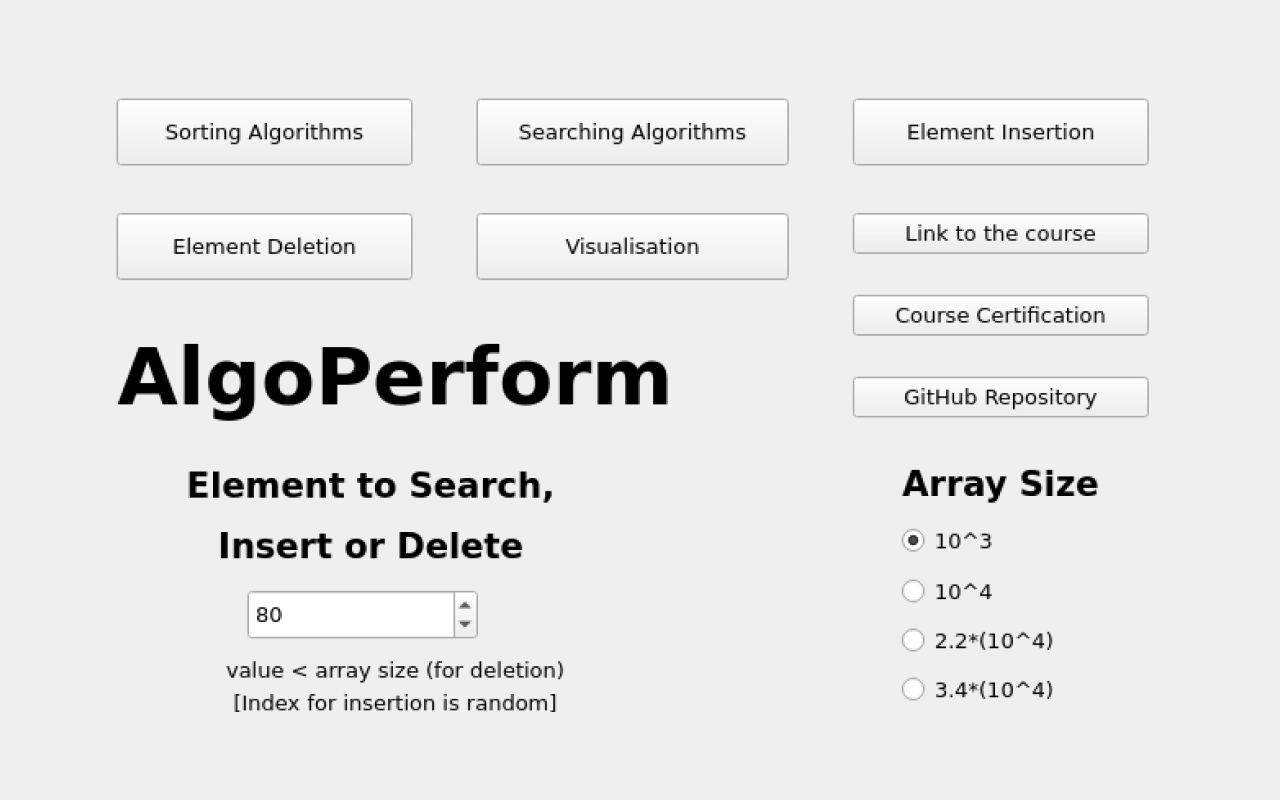 Sorting Algorithms
Searching Algorithms
Element Insertion
Element Deletion
Visualisation
Link to the course
Course Certification
GitHub Repository
AlgoPerform
Element to Search,
Insert or Delete
80
value < array size (for deletion)
[Index for insertion is random]
Array Size
10^3
10^4
2.2*(10^4)
3.4*(10^4)